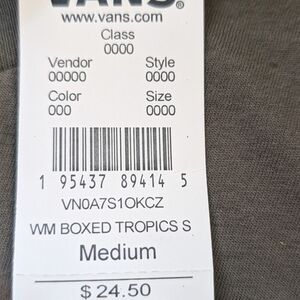 VANS®
www.vans.com
Class
0000
Vendor Style
00000 0000
Color Size
000 0000
1 95437 89414 5
VN0A7S1OKCZ
WM BOXED TROPICS S
Medium
$24.50